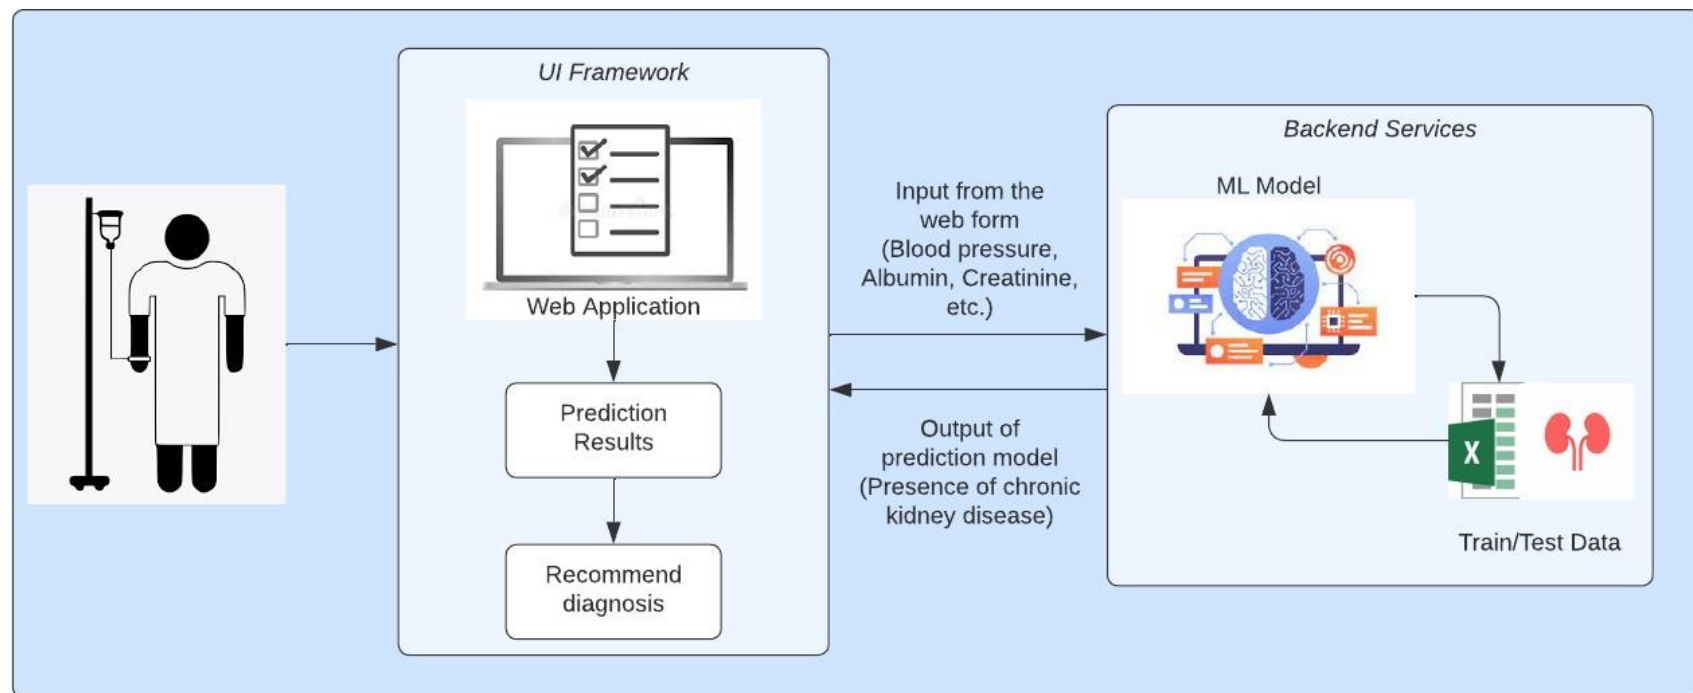 UI Framework
Web Application
Prediction
Results
Recommend
diagnosis
Input from the
web form
(Blood pressure,
Albumin, Creatinine,
etc.)
Output of
prediction model
(Presence of chronic
kidney disease)
Backend Services
ML Model
X
Train/Test Data